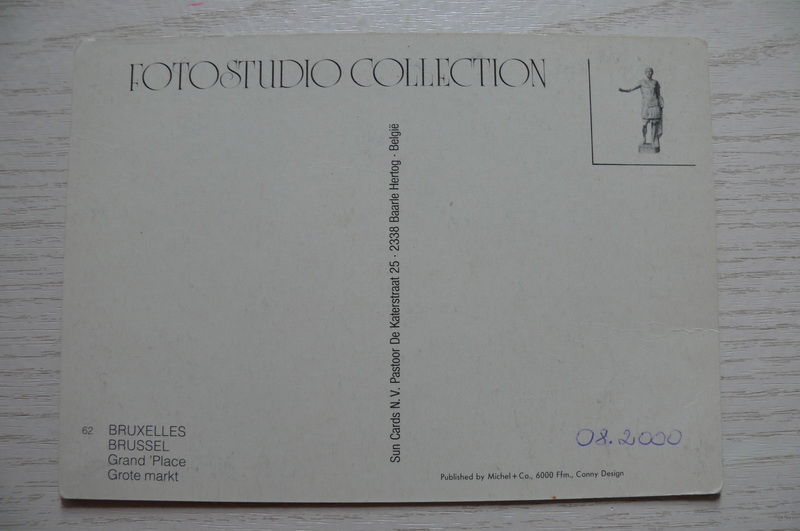 FOTOSTUDIO COLLECTION
Sun Cards N. V. Pastoor De Katerstraat 25 · 2338 Baarle Hertog · België
62 BRUXELLES
BRUSSEL
Grand 'Place
Grote markt
08.2000
Published by Michel + Co., 6000 Ffm., Conny Design